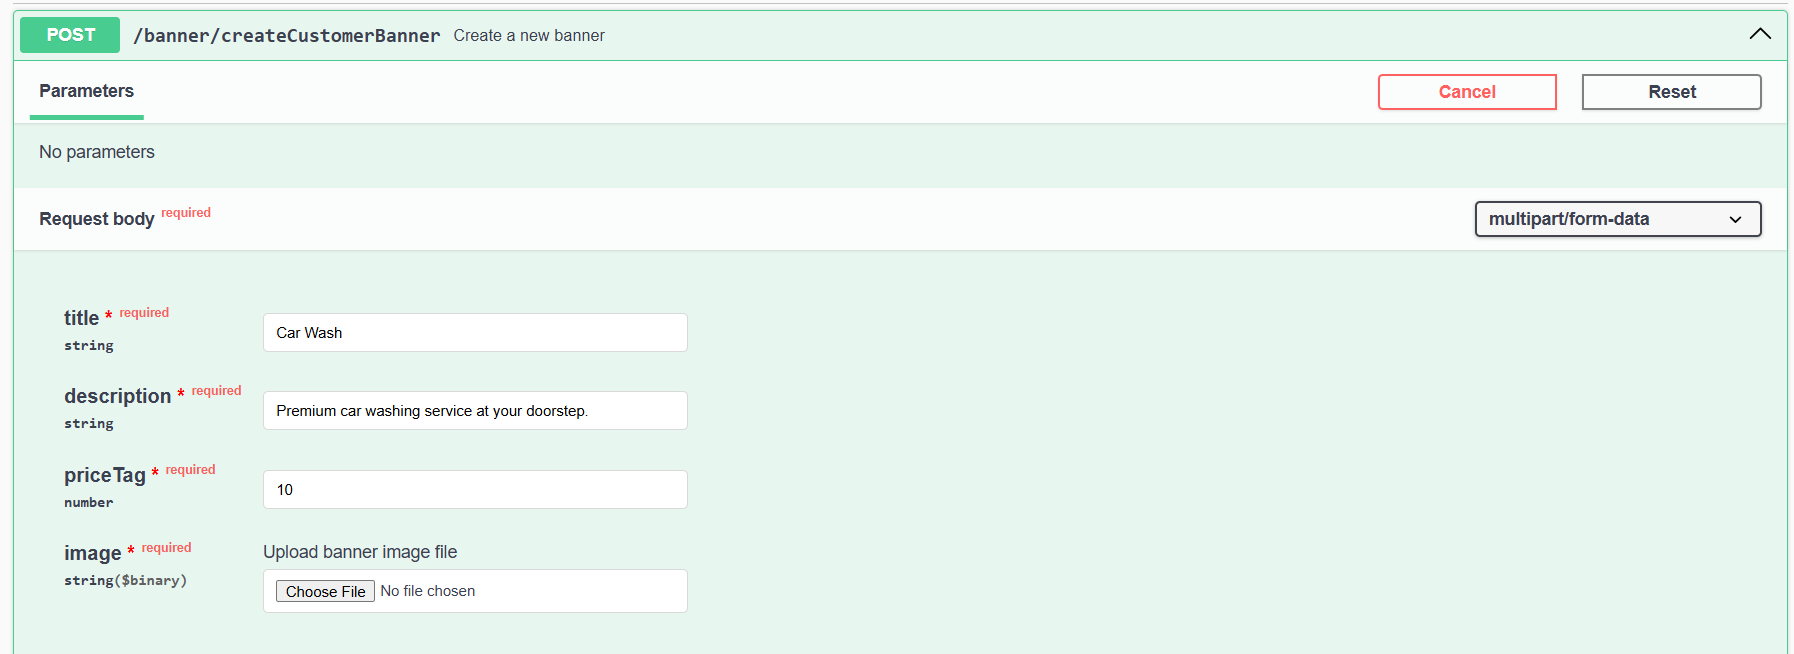 POST /banner/createCustomerBanner Create a new banner
Parameters Cancel Reset
No parameters
Request body required multipart/form-data
title * required
string
Car Wash
description * required
string
Premium car washing service at your doorstep.
priceTag * required
number
10
image * required
string($binary)
Upload banner image file
Choose File No file chosen